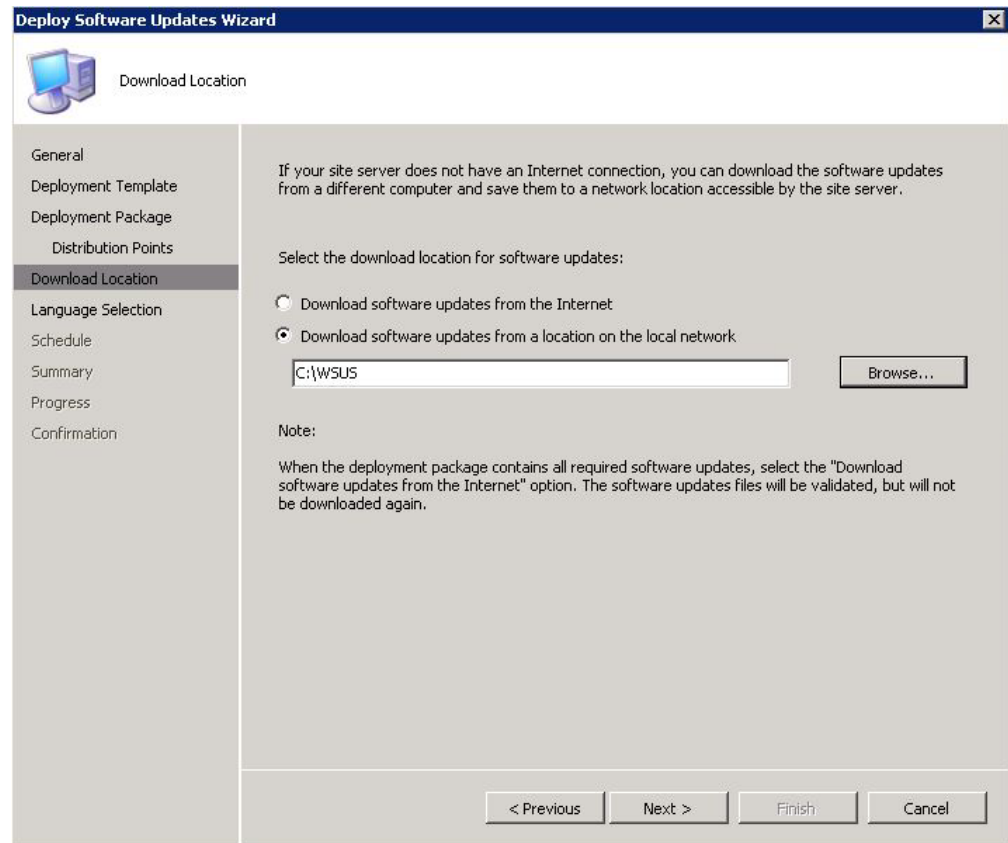 Deploy Software Updates Wizard
Download Location
General
Deployment Template
Deployment Package
Distribution Points
Download Location
Language Selection
Schedule
Summary
Progress
Confirmation
If your site server does not have an Internet connection, you can download the software updates
from a different computer and save them to a network location accessible by the site server.
Select the download location for software updates:
Download software updates from the Internet
Download software updates from a location on the local network
C:\WSUS
Browse...
Note:
When the deployment package contains all required software updates, select the "Download
software updates from the Internet" option. The software updates files will be validated, but will not
be downloaded again.
< Previous
Next >
Finish
Cancel